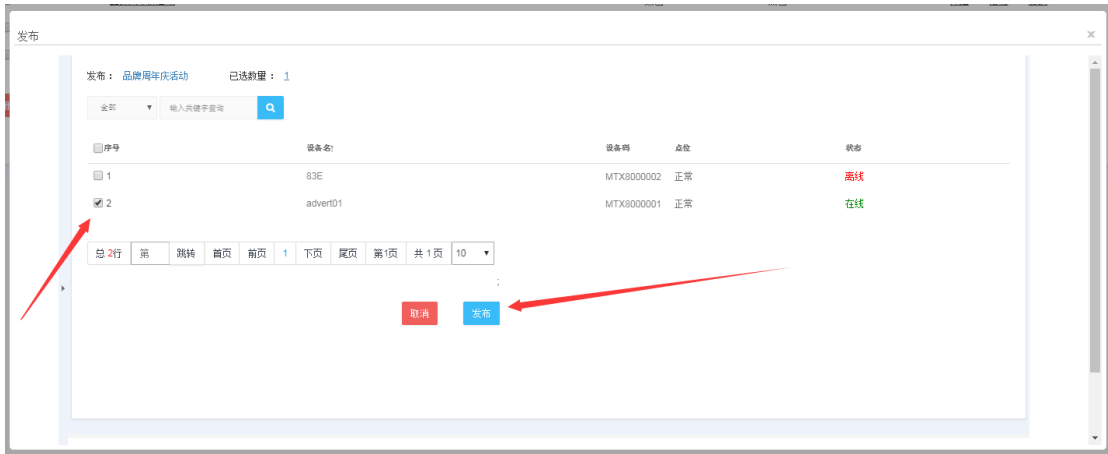 发布
×
发布： 品牌周年庆活动 已选数量： 1
全部 ▼ 输入关键字查询
序号 设备名↑ 设备码 点位 状态
1 83E MTX8000002 正常 离线
2 advert01 MTX8000001 正常 在线
总 2行 第 跳转 首页 前页 1 下页 尾页 第1页 共 1 页 10 ▼
;
取消 发布